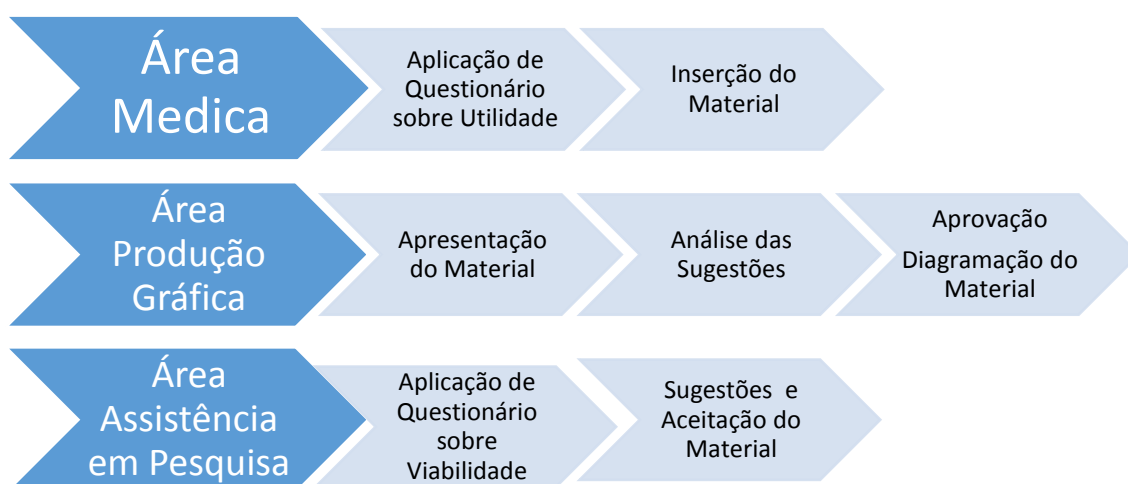 Área
Medica
Aplicação de
Questionário
sobre Utilidade
Inserção do
Material
Área
Produção
Gráfica
Apresentação
do Material
Análise das
Sugestões
Aprovação
Diagramação do
Material
Área
Assistência
em Pesquisa
Aplicação de
Questionário
sobre
Viabilidade
Sugestões e
Aceitação do
Material